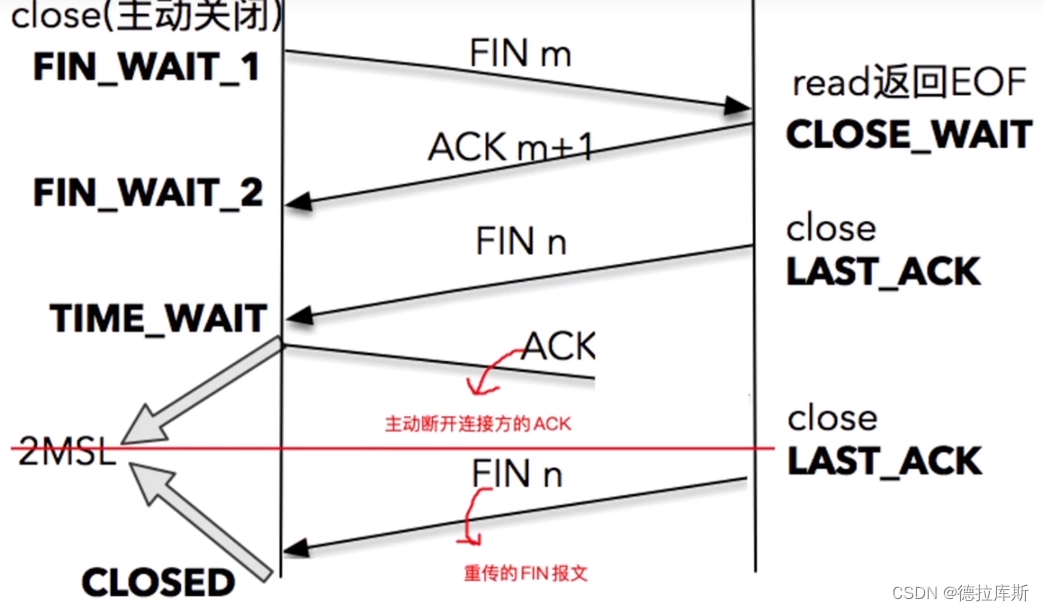 close(主动关闭)
FIN_WAIT_1
FIN m
read返回EOF
CLOSE_WAIT
ACK m+1
FIN_WAIT_2
FIN n
close
LAST_ACK
TIME_WAIT
ACK
主动断开连接方的ACK
close
2MSL
LAST_ACK
FIN n
重传的FIN报文
CLOSED
CSDN @德拉库斯